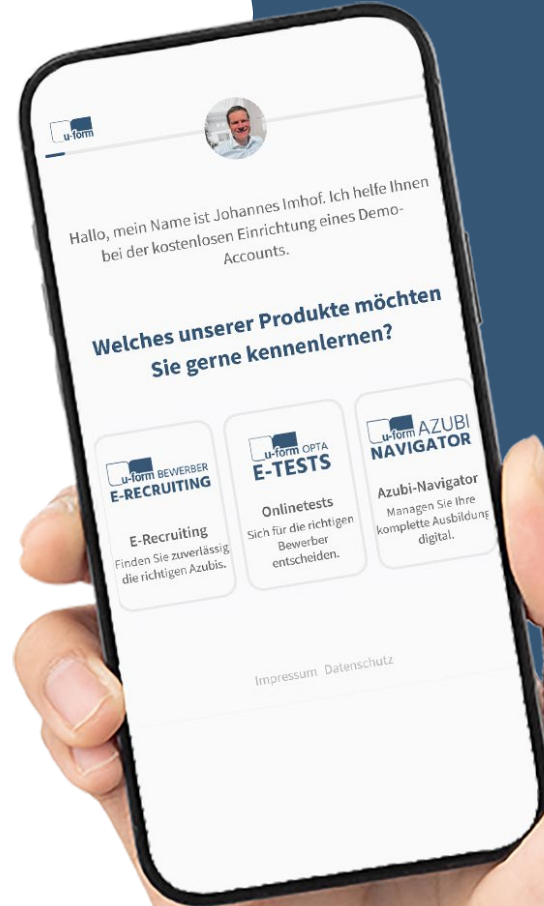 u-form
Hallo, mein Name ist Johannes Imhof. Ich helfe Ihnen
bei der kostenlosen Einrichtung eines Demo-
Accounts.
Welches unserer Produkte möchten
Sie gerne kennenlernen?
u-form BEWERBER
E-RECRUITING
E-Recruiting
Finden Sie zuverlässig
die richtigen Azubis.
u-form OPTA
E-TESTS
Onlinetests
Sich für die richtigen
Bewerber
entscheiden.
u-form AZUBI
NAVIGATOR
Azubi-Navigator
Managen Sie Ihre
komplette Ausbildung
digital.
Impressum Datenschutz